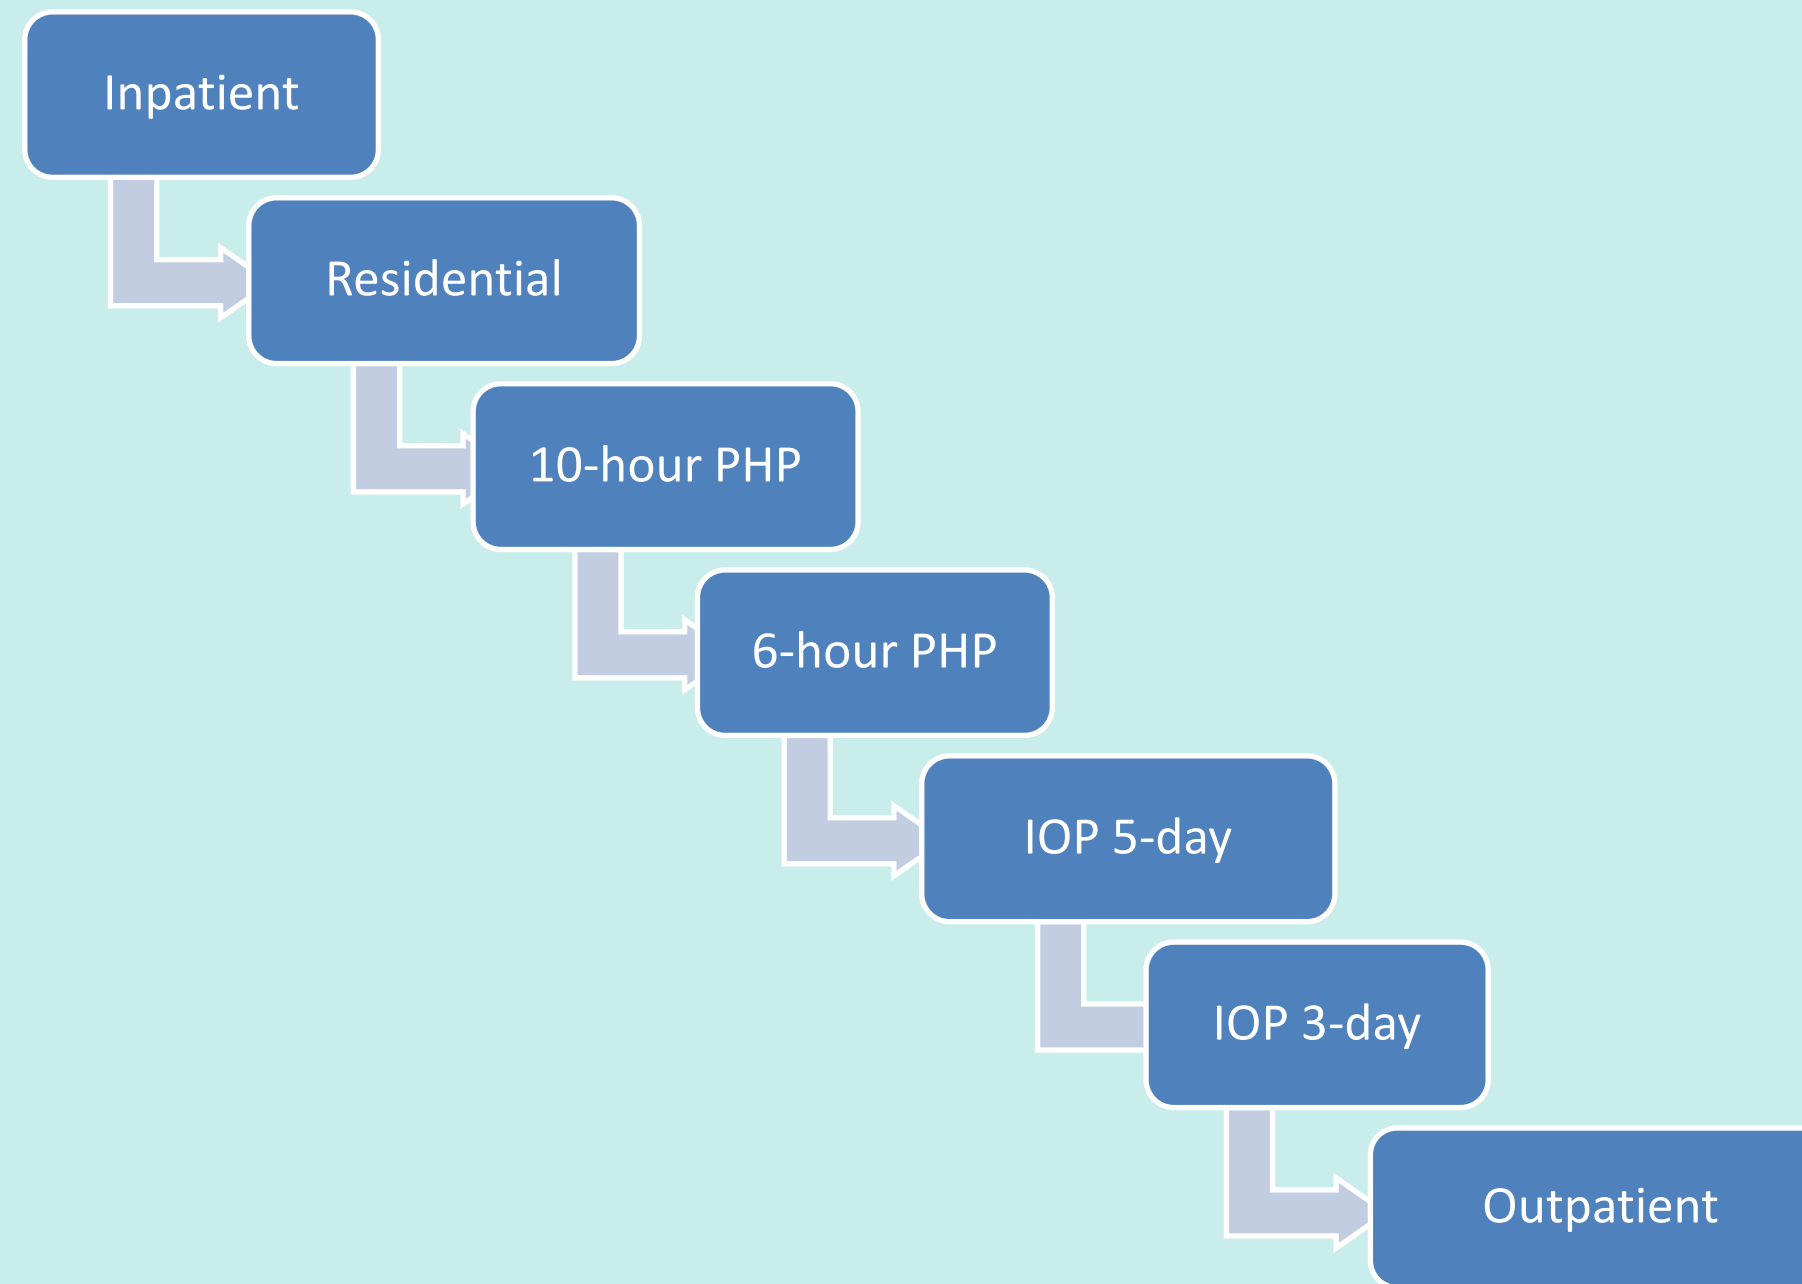 Inpatient
Residential
10-hour PHP
6-hour PHP
IOP 5-day
IOP 3-day
Outpatient